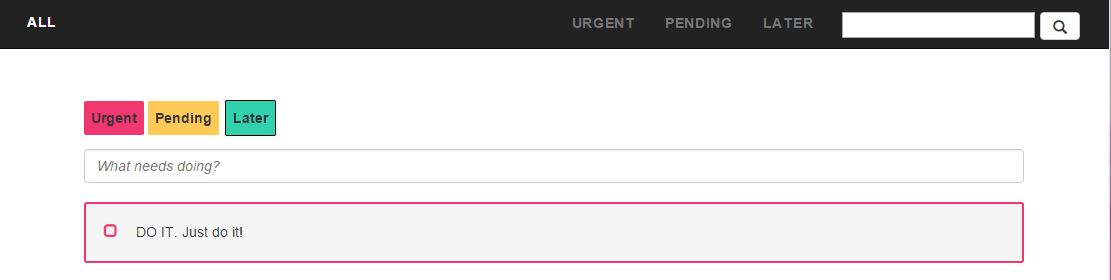 ALL URGENT PENDING LATER
Urgent Pending Later
What needs doing?
DO IT. Just do it!